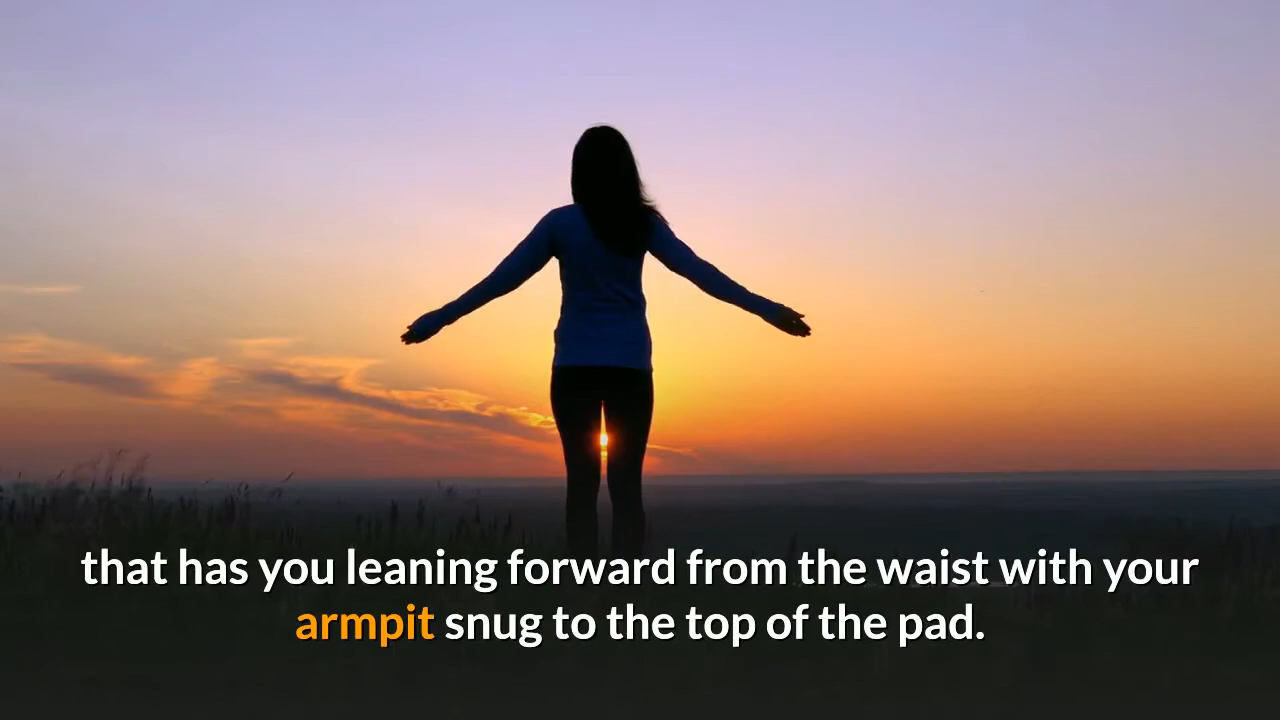 that has you leaning forward from the waist with your
armpit snug to the top of the pad.